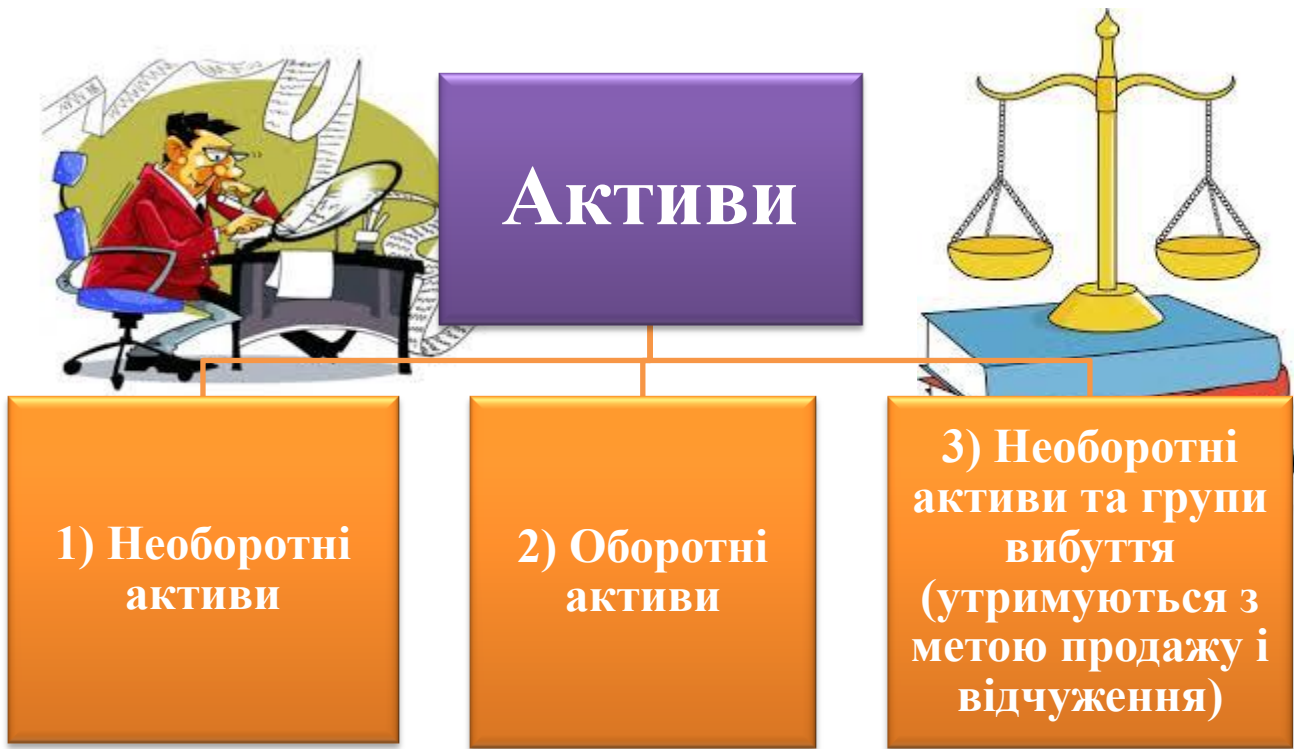 Активи
1) Необоротні
активи
2) Оборотні
активи
3) Необоротні
активи та групи
вибуття
(утримуються з
метою продажу і
відчуження)